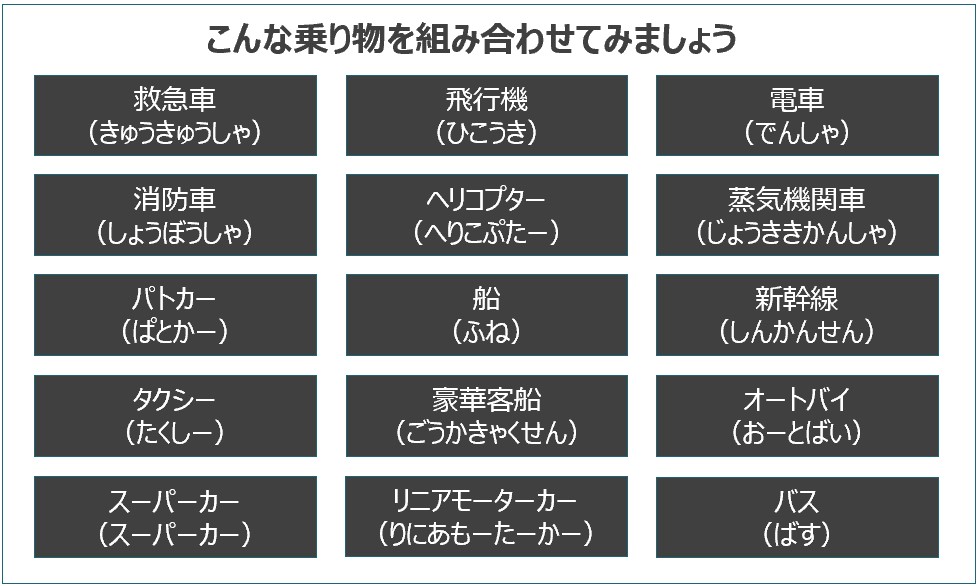 こんな乗り物を組み合わせてみましょう
救急車
（きゅうきゅうしゃ）
飛行機
（ひこうき）
電車
（でんしゃ）
消防車
（しょうぼうしゃ）
ヘリコプター
（へりこぷたー）
蒸気機関車
（じょうききかんしゃ）
パトカー
（ぱとかー）
船
（ふね）
新幹線
（しんかんせん）
タクシー
（たくしー）
豪華客船
（ごうかきゃくせん）
オートバイ
（おーとばい）
スーパーカー
（スーパーカー）
リニアモーターカー
（りにあもーたーかー）
バス
（ばす）